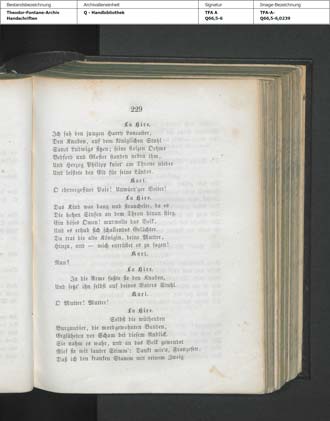 Bestandsbezeichnung
Archivalieneinheit
Signatur
Image-Bezeichnung
Theodor-Fontane-Archiv
Q - Handbibliothek
TFA A
TFA-A-
Handschriften
Q66,5-6
Q66,5-6,0239
229
La Hire.
Ich sah den jungen Harry Lancaster,
Den Knaben, auf dem königlichen Stuhl
Sanct Ludwigs sitzen; seine stolzen Oehme
Bedford und Gloster standen neben ihm,
Und Herzog Philipp kniet' am Throne nieder
Und leistete den Eid für seine Länder.
Karl.
O ehrvergeßner Pair! Unwürd'ger Vetter!
La Hire.
Das Kind war bang und strauchelte, da es
Die hohen Stufen an dem Thron hinan stieg.
Ein böses Omen! murmelte das Volk,
Und es erhub sich schallendes Gelächter.
Da trat die alte Königin, deine Mutter,
Hinzu, und — mich entrüstet es zu sagen!
Karl.
Nun?
La Hire.
In die Arme faßte sie den Knaben,
Und setzt' ihn selbst auf deines Vaters Stuhl.
Karl.
O Mutter! Mutter!
La Hire.
Selbst die wüthenden
Burgundier, die mordgewohnten Banden,
Erglüheten vor Scham bei diesem Anblick.
Sie nahm es wahr, und an das Volk gewendet
Rief sie mit lauter Stimm': Dankt mir's, Franzosen,
Daß ich den kranken Stamm mit reinem Zweig